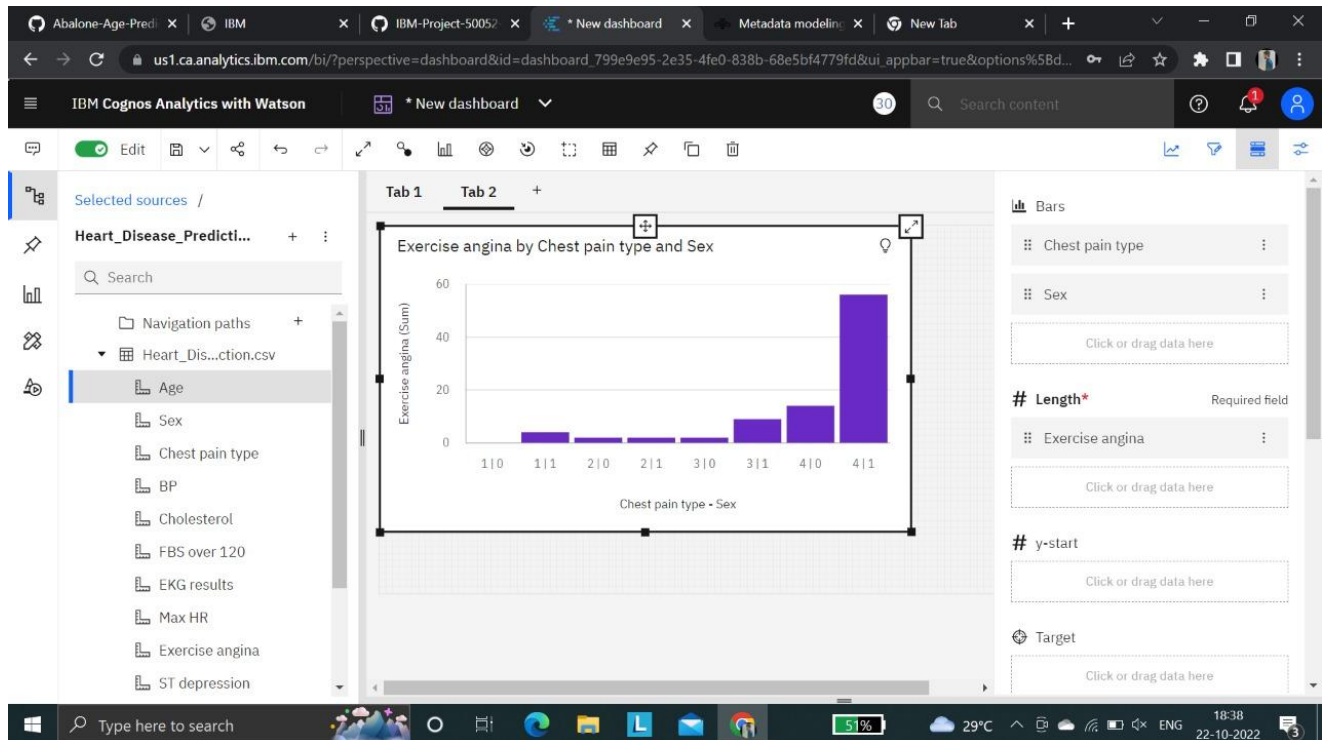 Abalone-Age-Predi
IBM
IBM-Project-50052-
* New dashboard
Metadata modeling
New Tab
us1.ca.analytics.ibm.com/bi/?perspective=dashboard&id=dashboard_799e9e95-2e35-4fe0-838b-68e5bf4779fd&ui_appbar=true&options%5Bd...
IBM Cognos Analytics with Watson
* New dashboard
30
Search content
1
Edit
Selected sources /
Heart_Disease_Predicti...
Search
Navigation paths
Heart_Dis...ction.csv
Age
Sex
Chest pain type
BP
Cholesterol
FBS over 120
EKG results
Max HR
Exercise angina
ST depression
Tab 1 Tab 2 +
Exercise angina by Chest pain type and Sex
Exercise angina (Sum)
60
40
20
0
1|0 1|1 2|0 2|1 3|0 3|1 4|0 4|1
Chest pain type - Sex
Bars
Chest pain type
Sex
Click or drag data here
# Length* Required field
Exercise angina
Click or drag data here
# y-start
Click or drag data here
Target
Click or drag data here
Type here to search
L
51%
29°C
ENG
18:38
22-10-2022
3